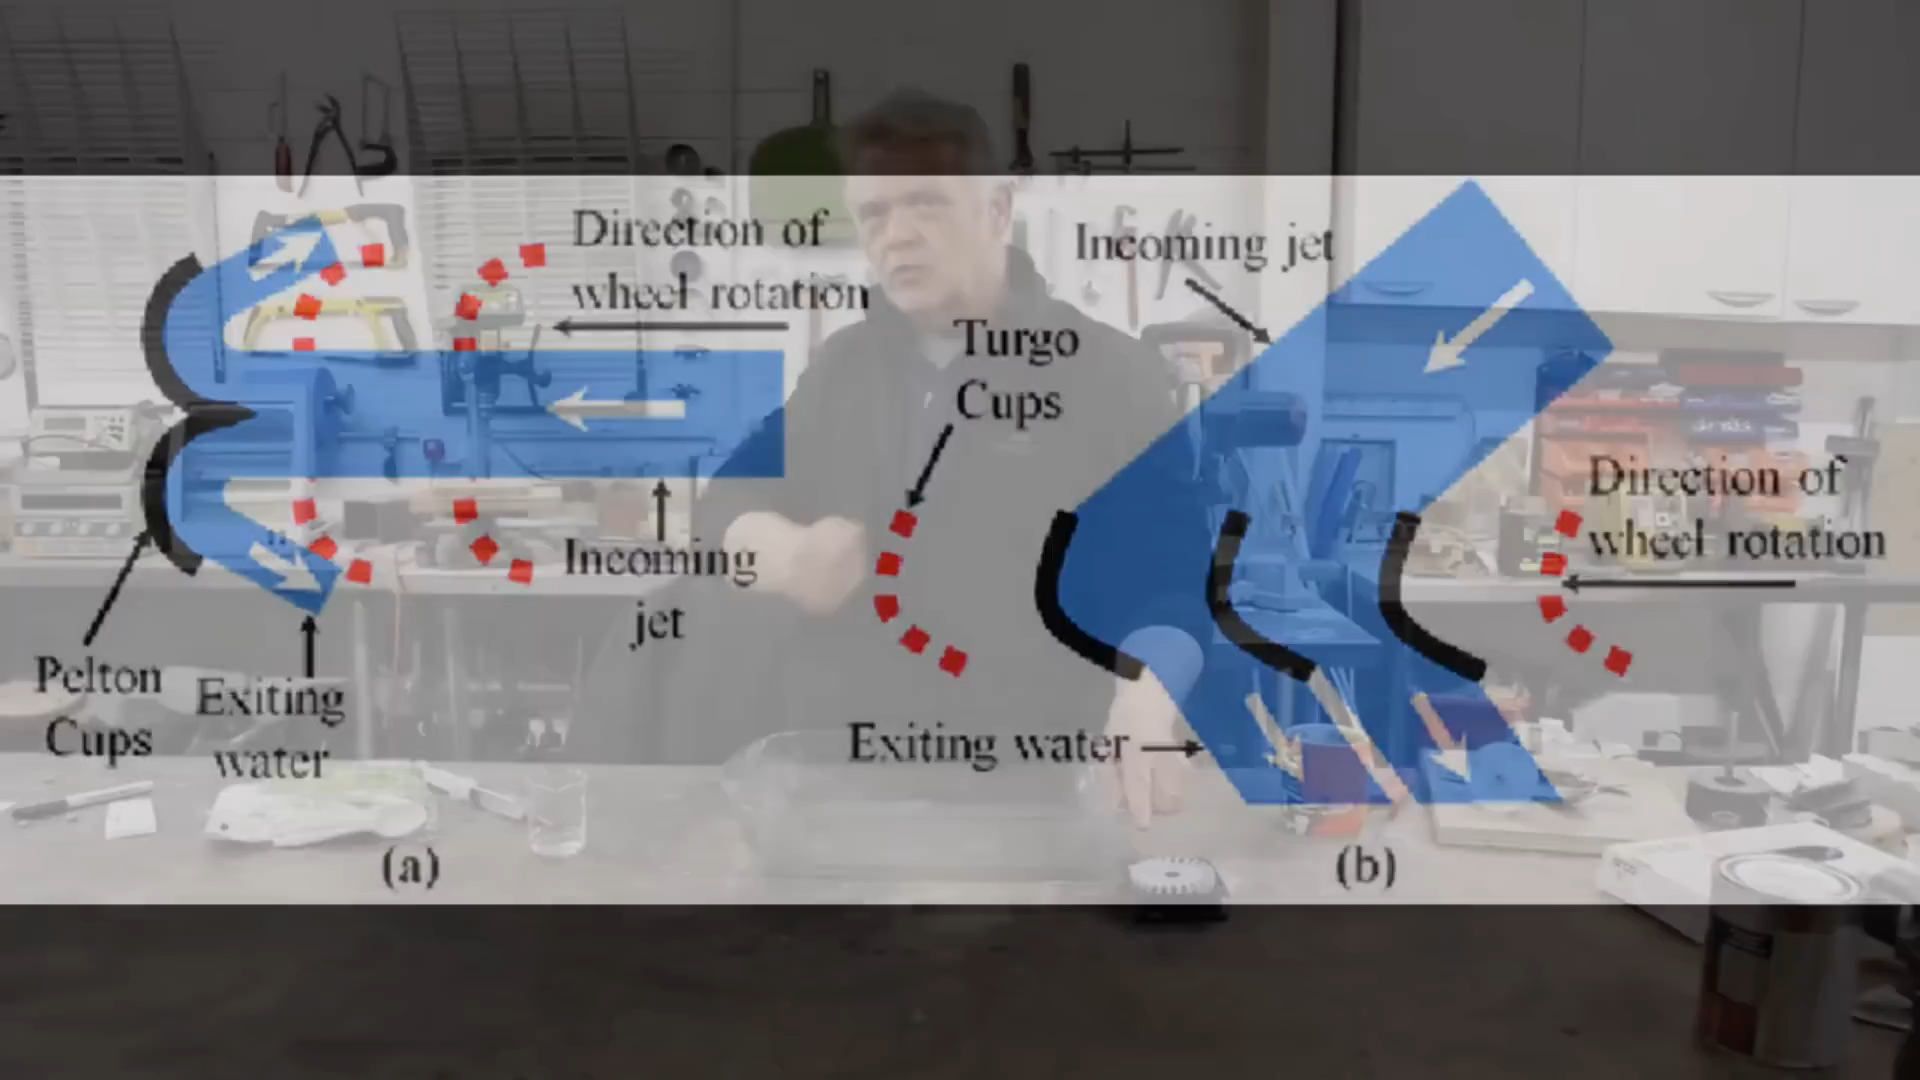 Direction of
wheel rotation
Incoming
jet
Pelton
Cups
Exiting
water
(a)
Incoming jet
Turgo
Cups
Direction of
wheel rotation
Exiting water
(b)